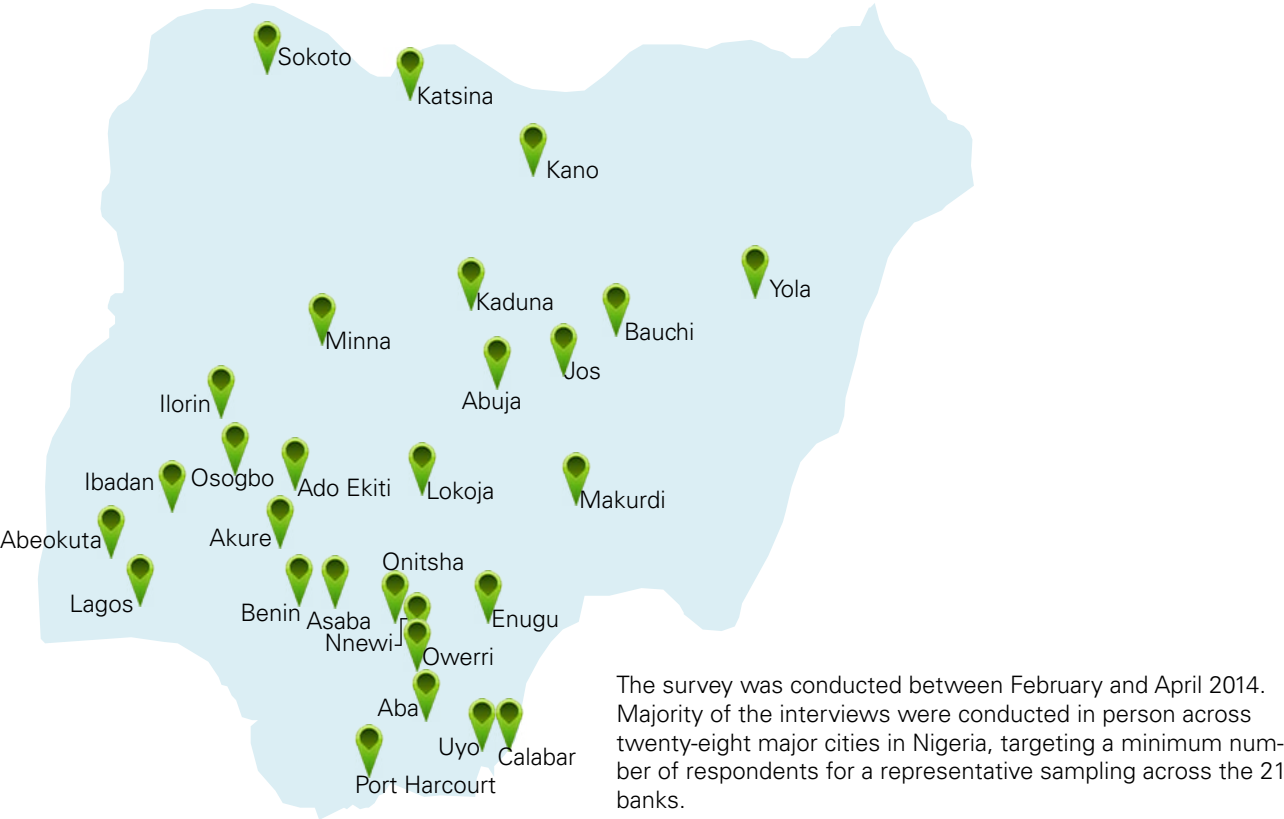 Sokoto
Katsina
Kano
Yola
Kaduna
Bauchi
Minna
Jos
Abuja
Ilorin
Ibadan
Osogbo
Ado Ekiti
Lokoja
Makurdi
Abeokuta
Akure
Onitsha
Lagos
Benin
Asaba
Enugu
Nnewi
Owerri
Aba
Uyo
Calabar
Port Harcourt
The survey was conducted between February and April 2014.
Majority of the interviews were conducted in person across
twenty-eight major cities in Nigeria, targeting a minimum num-
ber of respondents for a representative sampling across the 21
banks.